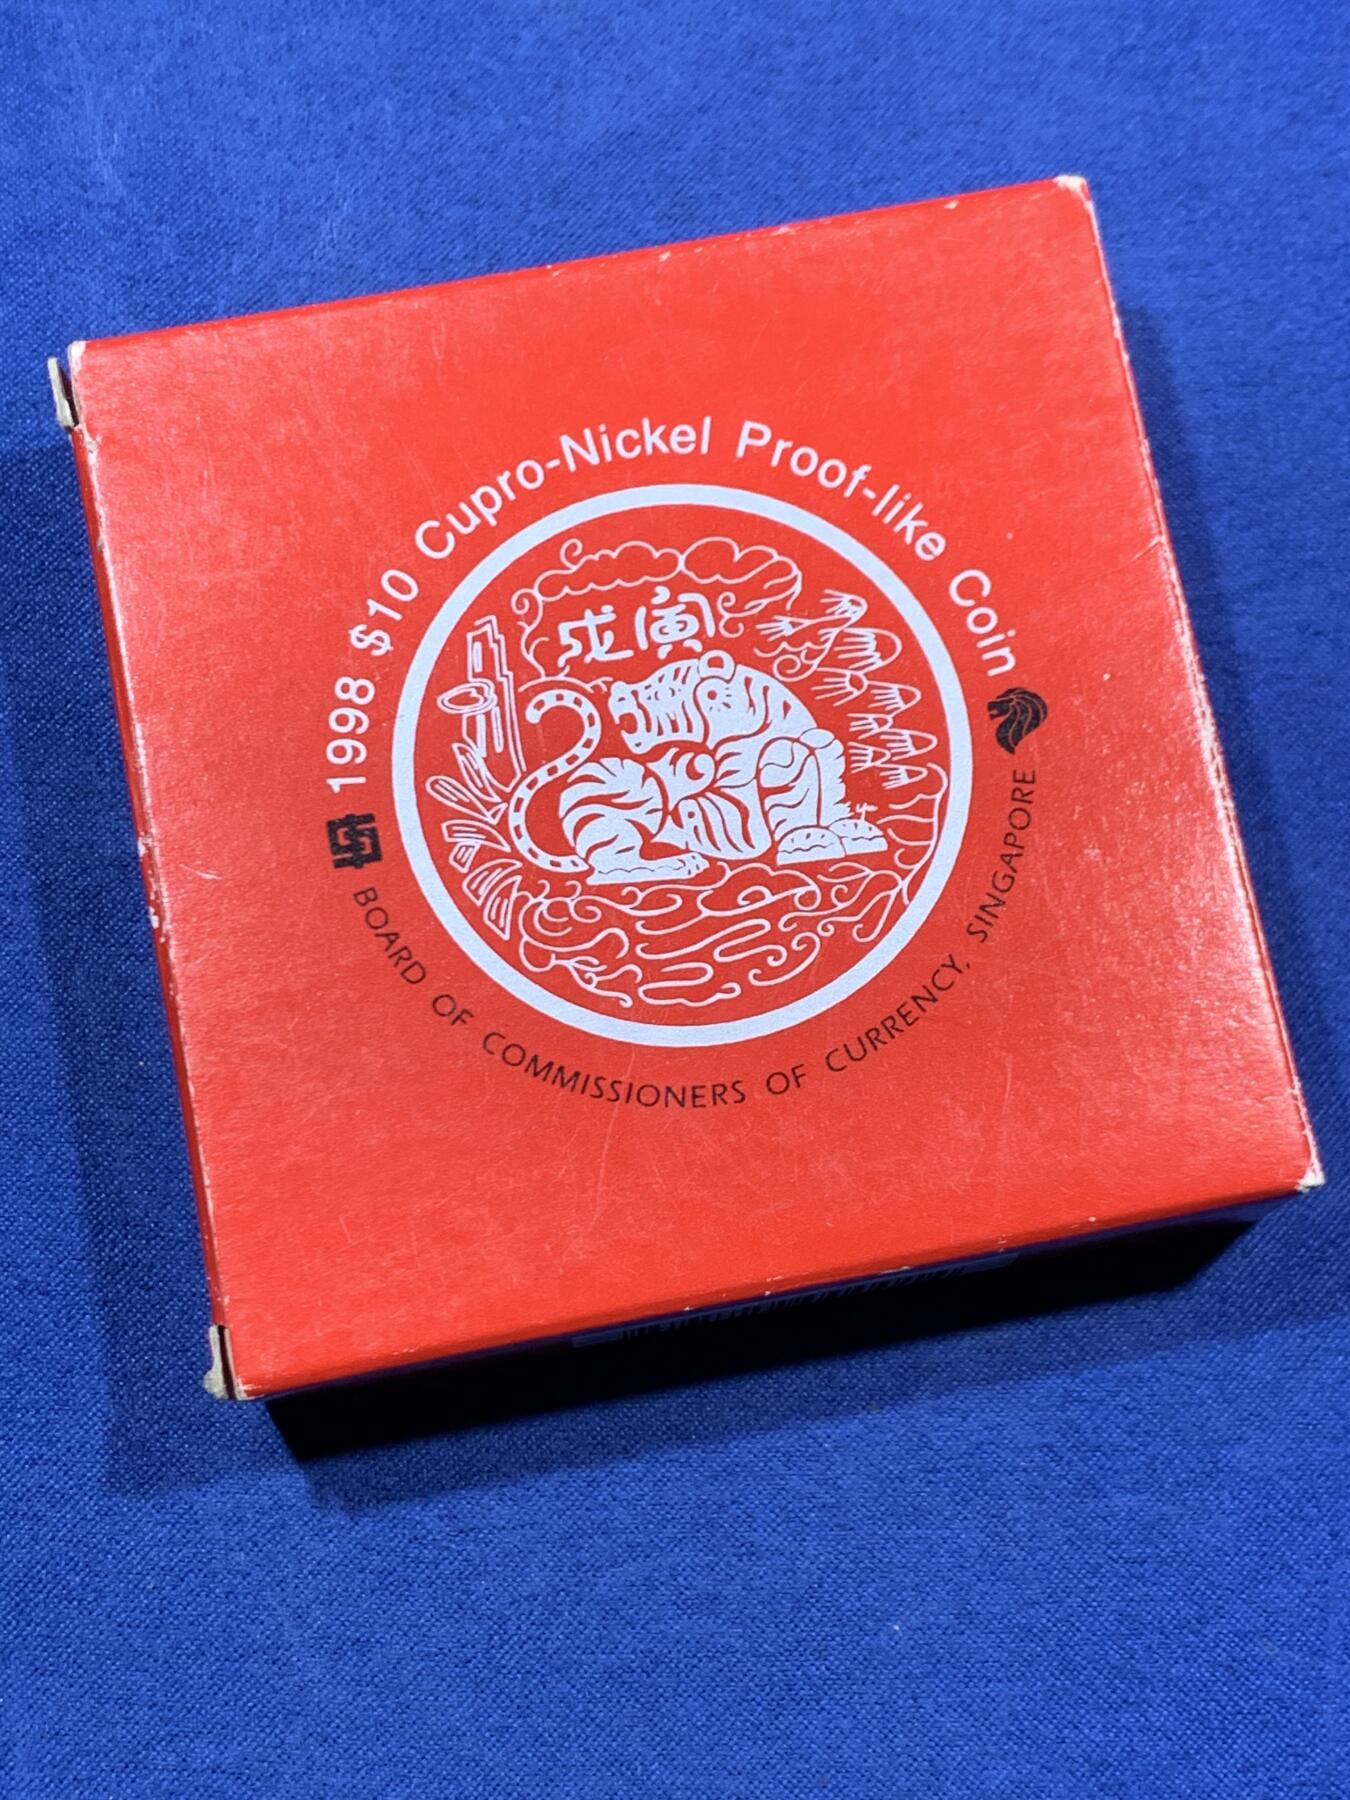 1998 $10 Cupro-Nickel Proof-like Coin
戊寅
BOARD OF COMMISSIONERS OF CURRENCY, SINGAPORE